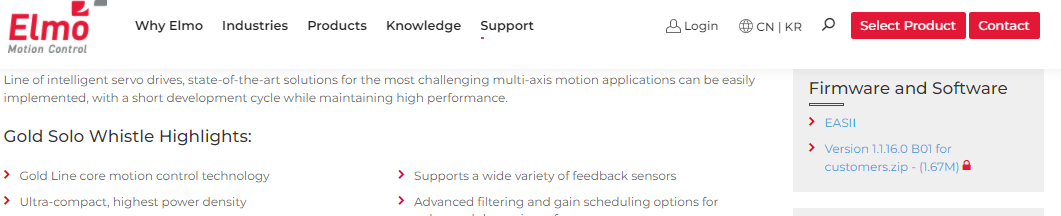 Elmo
Motion Control
Why Elmo Industries Products Knowledge Support
Login CN | KR Select Product Contact
Line of intelligent servo drives, state-of-the-art solutions for the most challenging multi-axis motion applications can be easily
implemented, with a short development cycle while maintaining high performance.
Gold Solo Whistle Highlights:
Gold Line core motion control technology
Ultra-compact, highest power density
Supports a wide variety of feedback sensors
Advanced filtering and gain scheduling options for
Firmware and Software
EASII
Version 1.1.16.0 B01 for
customers.zip - (1.67M)